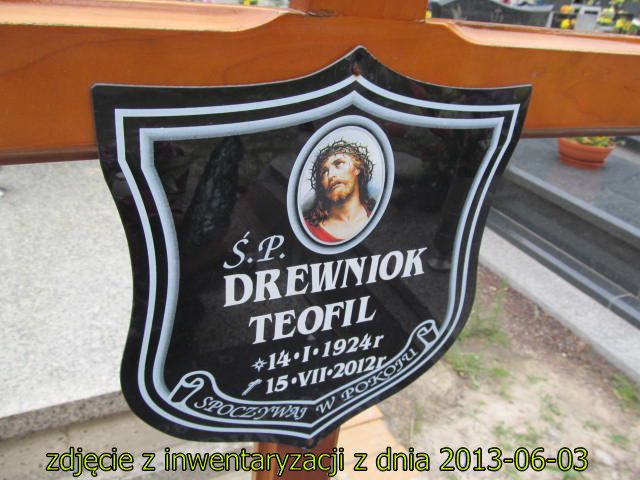 Ś.P.
DREWNIOK
TEOFIL
14·I·1924r
15·VII·2012r
SPOCZYWAJ W POKOJU
zdjęcie z inwentaryzacji z dnia 2013-06-03